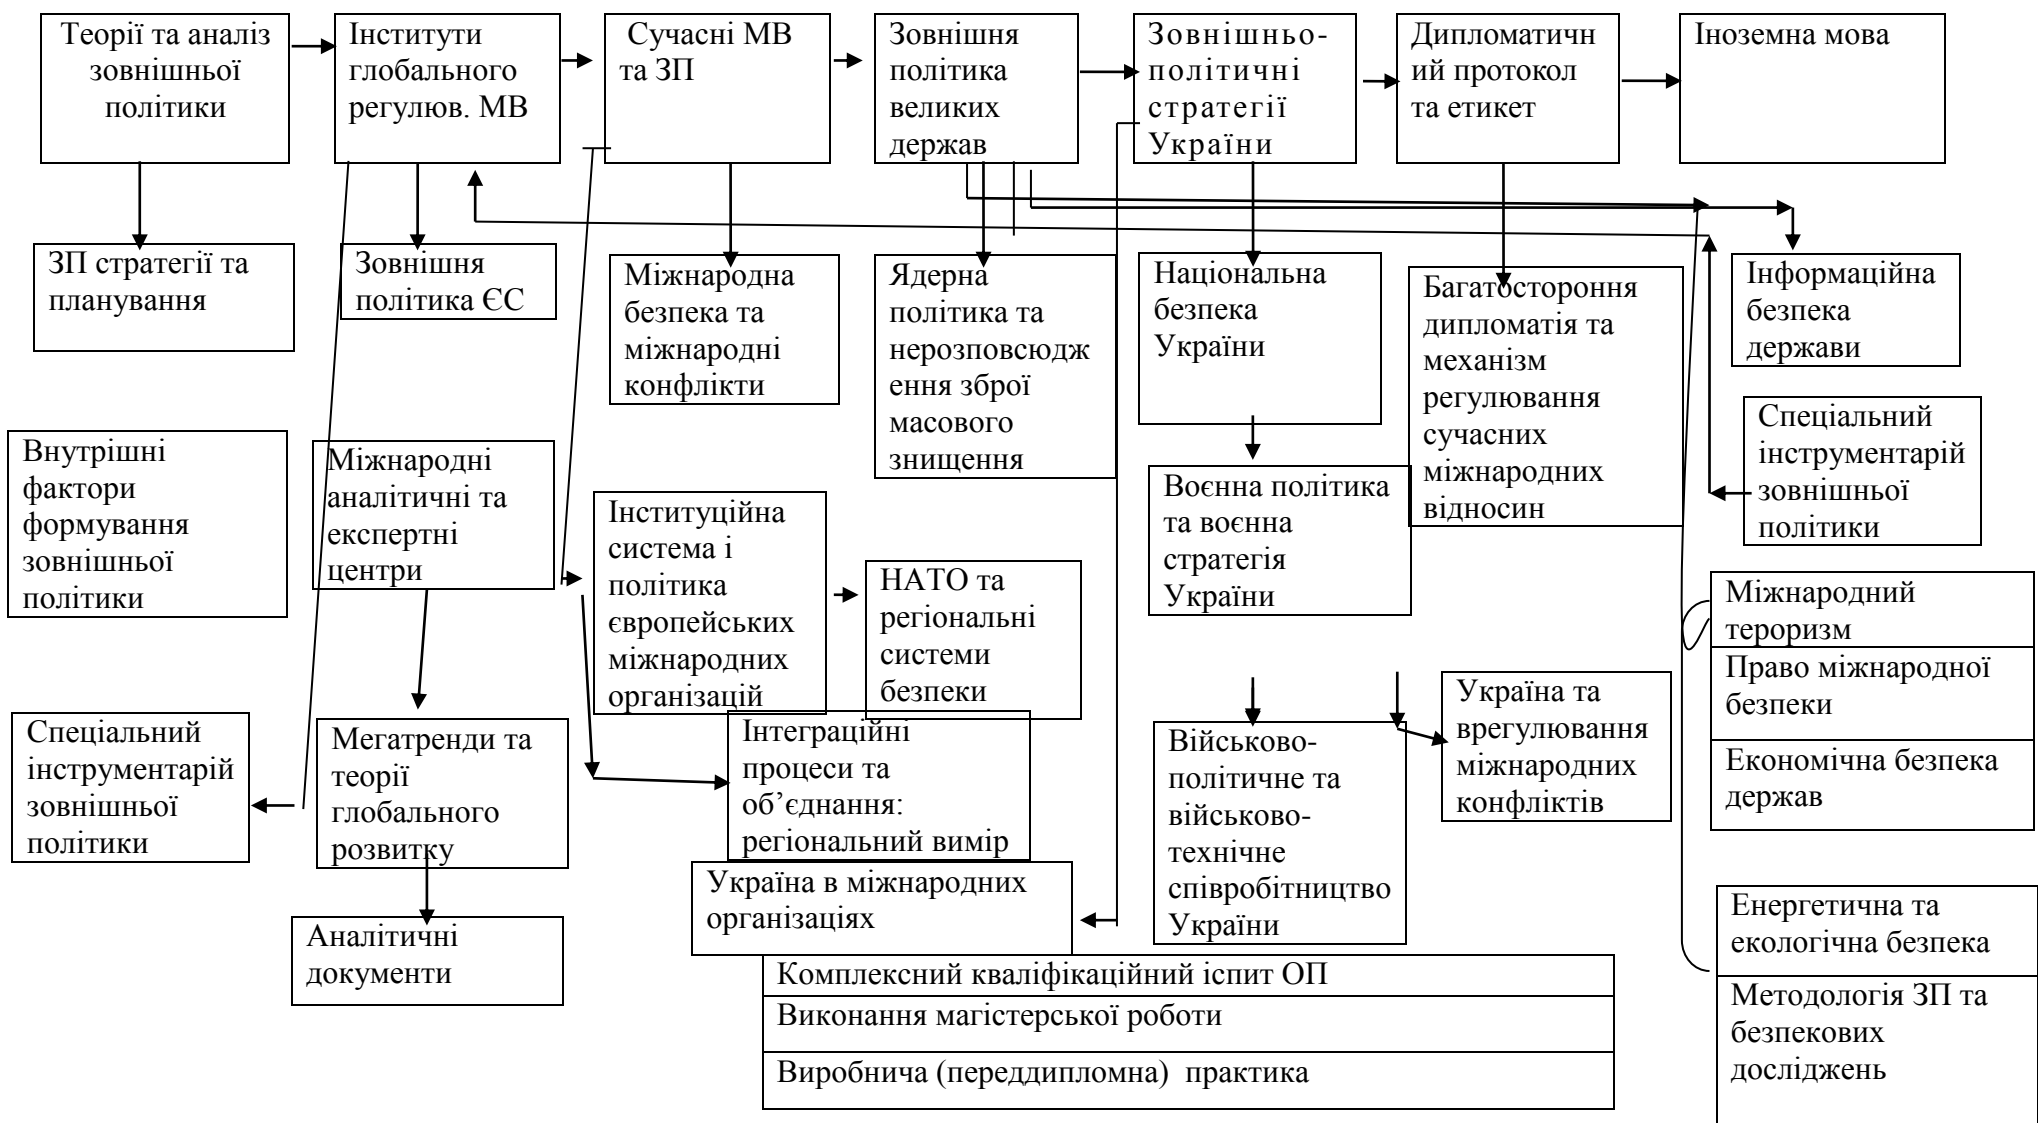 Теорії та аналіз
зовнішньої
політики
Інститути
глобального
регулюв. МВ
Сучасні МВ
та ЗП
Зовнішня
політика
великих
держав
Зовнішньо-
політичні
стратегії
України
Дипломатичн
ий протокол
та етикет
Іноземна мова
ЗП стратегії та
планування
Зовнішня
політика ЄС
Міжнародна
безпека та
міжнародні
конфлікти
Ядерна
політика та
нерозповсюдж
ення зброї
масового
знищення
Національна
безпека
України
Багатостороння
дипломатія та
механізм
регулювання
сучасних
міжнародних
відносин
Інформаційна
безпека
держави
Спеціальний
інструментарій
зовнішньої
політики
Внутрішні
фактори
формування
зовнішньої
політики
Міжнародні
аналітичні та
експертні
центри
Інституційна
система і
політика
європейських
міжнародних
організацій
НАТО та
регіональні
системи
безпеки
Воєнна політика
та воєнна
стратегія
України
Міжнародний
тероризм
Право міжнародної
безпеки
Економічна безпека
держав
Спеціальний
інструментарій
зовнішньої
політики
Мегатренди та
теорії
глобального
розвитку
Інтеграційні
процеси та
об’єднання:
регіональний вимір
Військово-
політичне та
військово-
технічне
співробітництво
України
Україна та
врегулювання
міжнародних
конфліктів
Україна в міжнародних
організаціях
Аналітичні
документи
Енергетична та
екологічна безпека
Методологія ЗП та
безпекових
досліджень
Комплексний кваліфікаційний іспит ОП
Виконання магістерської роботи
Виробнича (переддипломна) практика